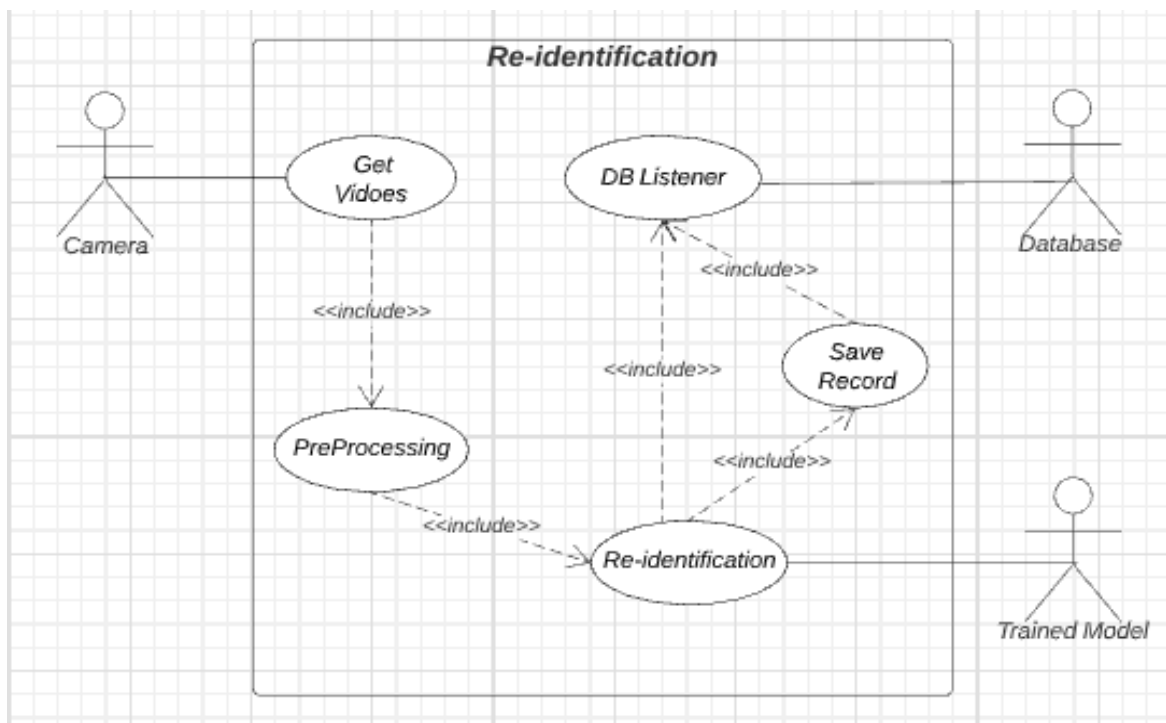 Re-identification
Get
Vidoes
DB Listener
Camera
Database
<<include>>
<<include>>
Save
Record
<<include>>
PreProcessing
<<include>>
<<include>>
Re-identification
Trained Model